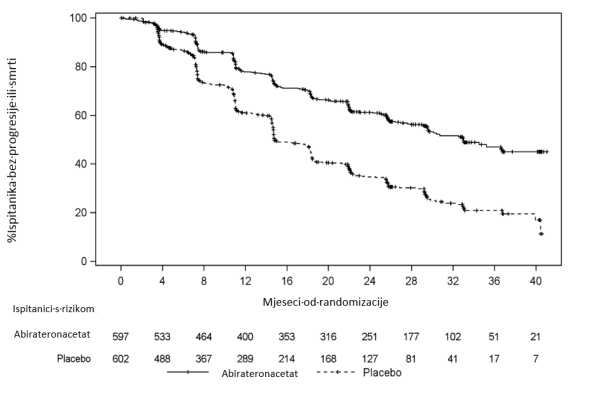 %Ispitanika·bez·progresije·ili·smrti
100
80
60
40
20
0
0 4 8 12 16 20 24 28 32 36 40
Mjeseci·od·randomizacije
Ispitanici·s·rizikom
Abirateronacetat 597 533 464 400 353 316 251 177 102 51 21
Placebo 602 488 367 289 214 168 127 81 41 17 7
Abirateronacetat Placebo